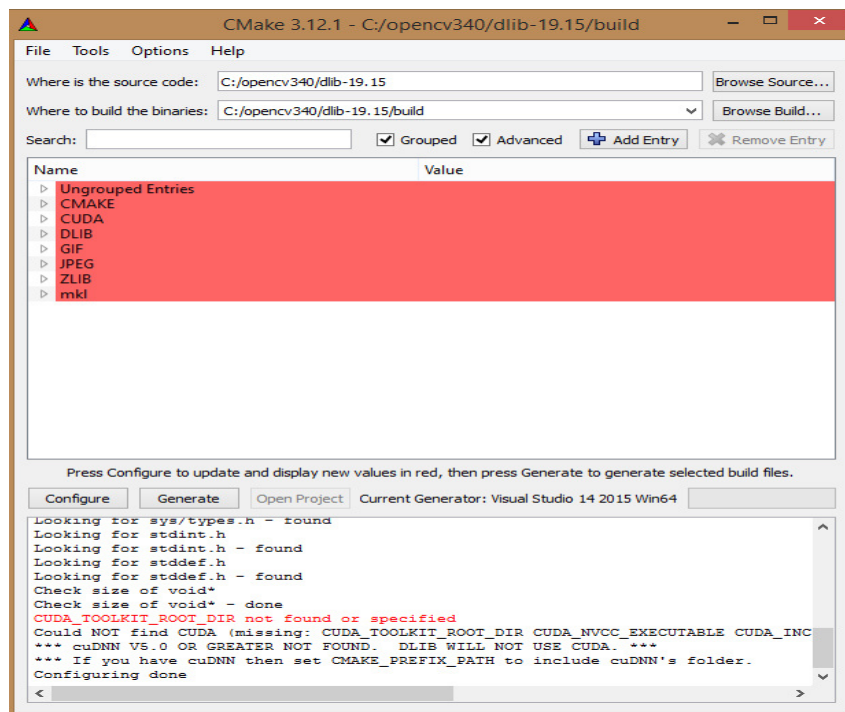 CMake 3.12.1 - C:/opencv340/dlib-19.15/build
File Tools Options Help
Where is the source code: C:/opencv340/dlib-19.15 Browse Source...
Where to build the binaries: C:/opencv340/dlib-19.15/build Browse Build...
Search: Grouped Advanced Add Entry Remove Entry
Name Value
Ungrouped Entries
CMAKE
CUDA
DLIB
GIF
JPEG
ZLIB
mkl
Press Configure to update and display new values in red, then press Generate to generate selected build files.
Configure Generate Open Project Current Generator: Visual Studio 14 2015 Win64
Looking for sys/types.h - found
Looking for stdint.h
Looking for stdint.h - found
Looking for stddef.h
Looking for stddef.h - found
Check size of void*
Check size of void* - done
CUDA_TOOLKIT_ROOT_DIR not found or specified
Could NOT find CUDA (missing: CUDA_TOOLKIT_ROOT_DIR CUDA_NVCC_EXECUTABLE CUDA_INC
*** cuDNN V5.0 OR GREATER NOT FOUND. DLIB WILL NOT USE CUDA. ***
*** If you have cuDNN then set CMAKE_PREFIX_PATH to include cuDNN's folder.
Configuring done